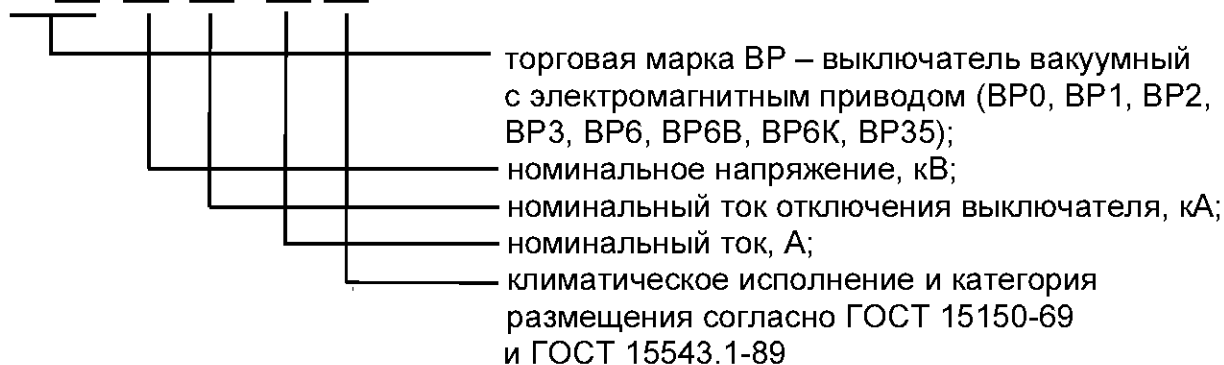 торговая марка ВР – выключатель вакуумный
с электромагнитным приводом (ВР0, ВР1, ВР2,
ВР3, ВР6, ВР6В, ВР6К, ВР35);
номинальное напряжение, кВ;
номинальный ток отключения выключателя, кА;
номинальный ток, А;
климатическое исполнение и категория
размещения согласно ГОСТ 15150-69
и ГОСТ 15543.1-89